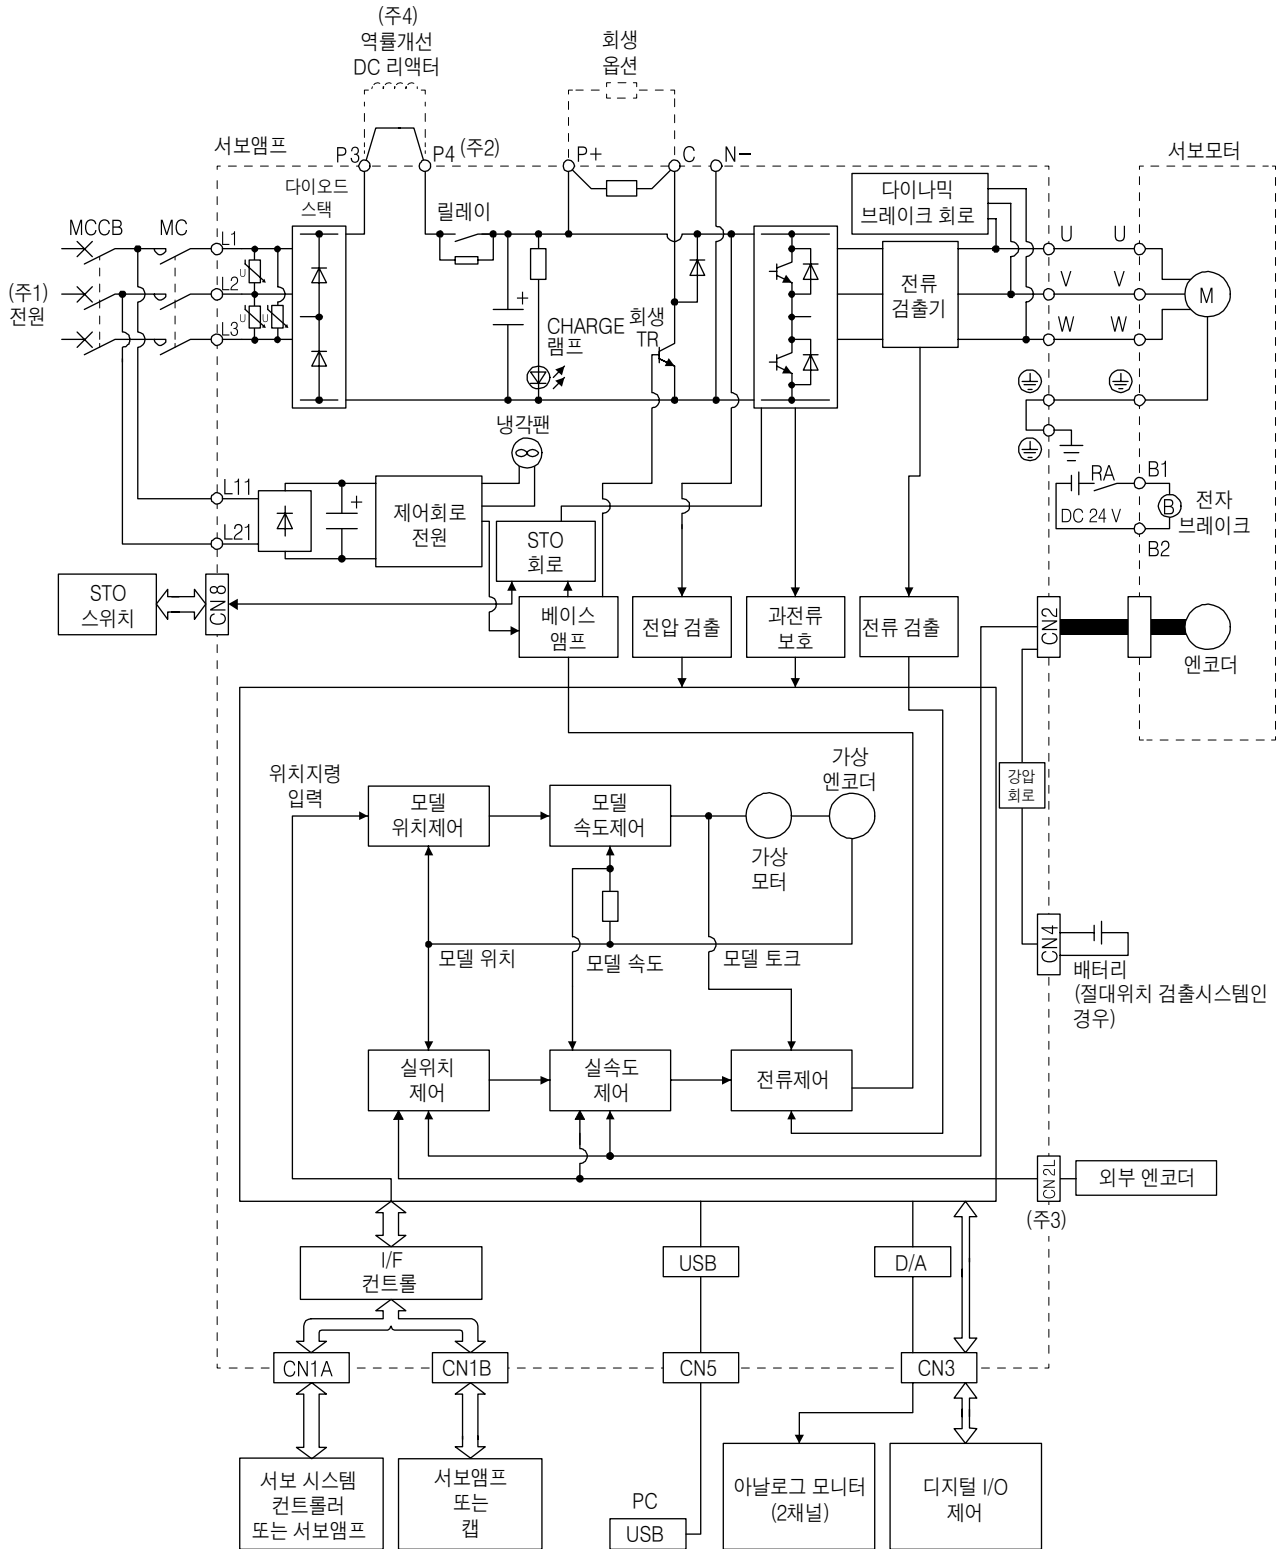 (주4)
역률개선
DC 리액터
회생
옵션
서보앰프
P3
P4
(주2)
P+
C
N−
서보모터
다이오드
스택
릴레이
다이나믹
브레이크 회로
MCCB
MC
L1
U
U
(주1)
전원
L2
U
전류
검출기
V
V
M
U
U
L3
CHARGE
램프
회생
TR
W
W
+
냉각팬
L11
+
제어회로
전원
RA
B1
DC 24 V
B
전자
브레이크
L21
STO
회로
B2
STO
스위치
CN8
베이스
앰프
전압 검출
과전류
보호
전류 검출
CN2
엔코더
위치지령
입력
가상
엔코더
강압
회로
모델
위치제어
모델
속도제어
가상
모터
모델 위치
모델 속도
모델 토크
CN4
배터리
(절대위치 검출시스템인
경우)
실위치
제어
실속도
제어
전류제어
CN2L
외부 엔코더
(주3)
I/F
컨트롤
USB
D/A
CN1A
CN1B
CN5
CN3
서보 시스템
컨트롤러
또는 서보앰프
서보앰프
또는
캡
PC
USB
아날로그 모니터
(2채널)
디지털 I/O
제어